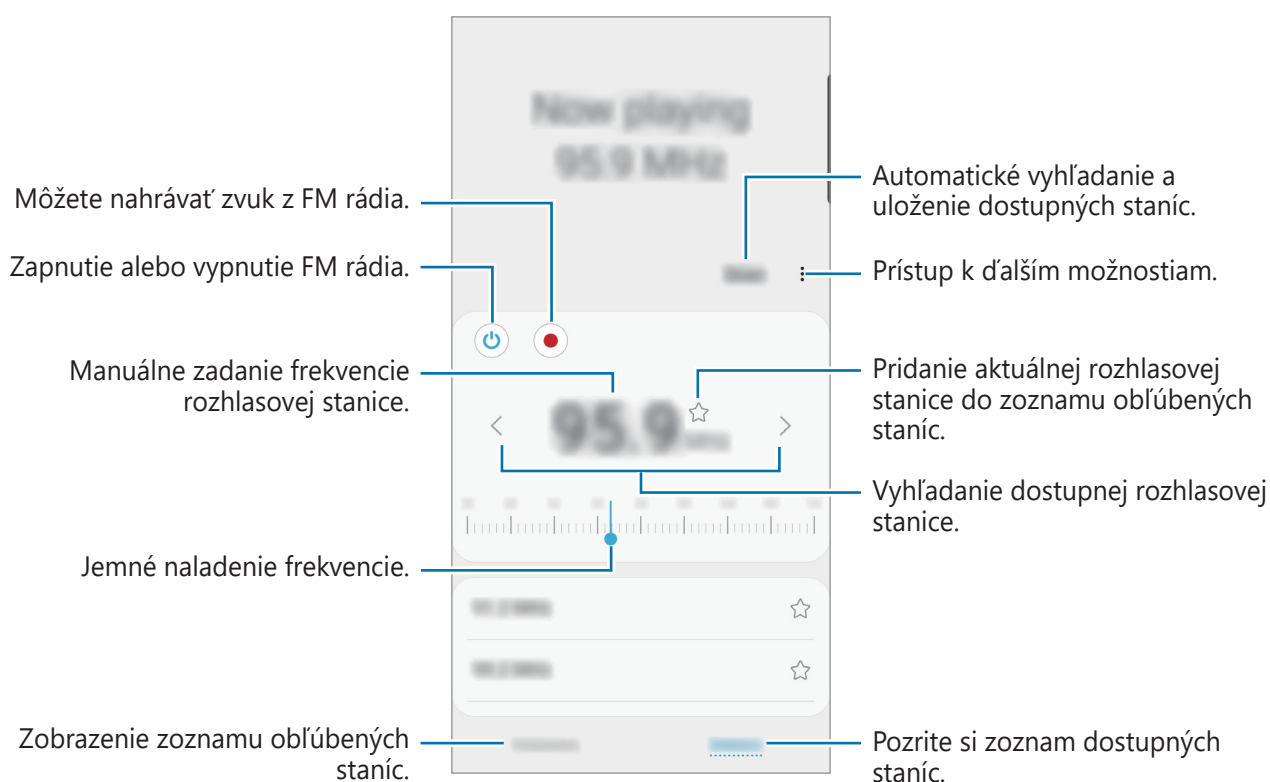 Now playing
95.9 MHz
Môžete nahrávať zvuk z FM rádia.
Zapnutie alebo vypnutie FM rádia.
Manuálne zadanie frekvencie
rozhlasovej stanice.
Jemné naladenie frekvencie.
Zobrazenie zoznamu obľúbených
staníc.
95.9
Automatické vyhľadanie a
uloženie dostupných staníc.
Prístup k ďalším možnostiam.
Pridanie aktuálnej rozhlasovej
stanice do zoznamu obľúbených
staníc.
Vyhľadanie dostupnej rozhlasovej
stanice.
Pozrite si zoznam dostupných
staníc.